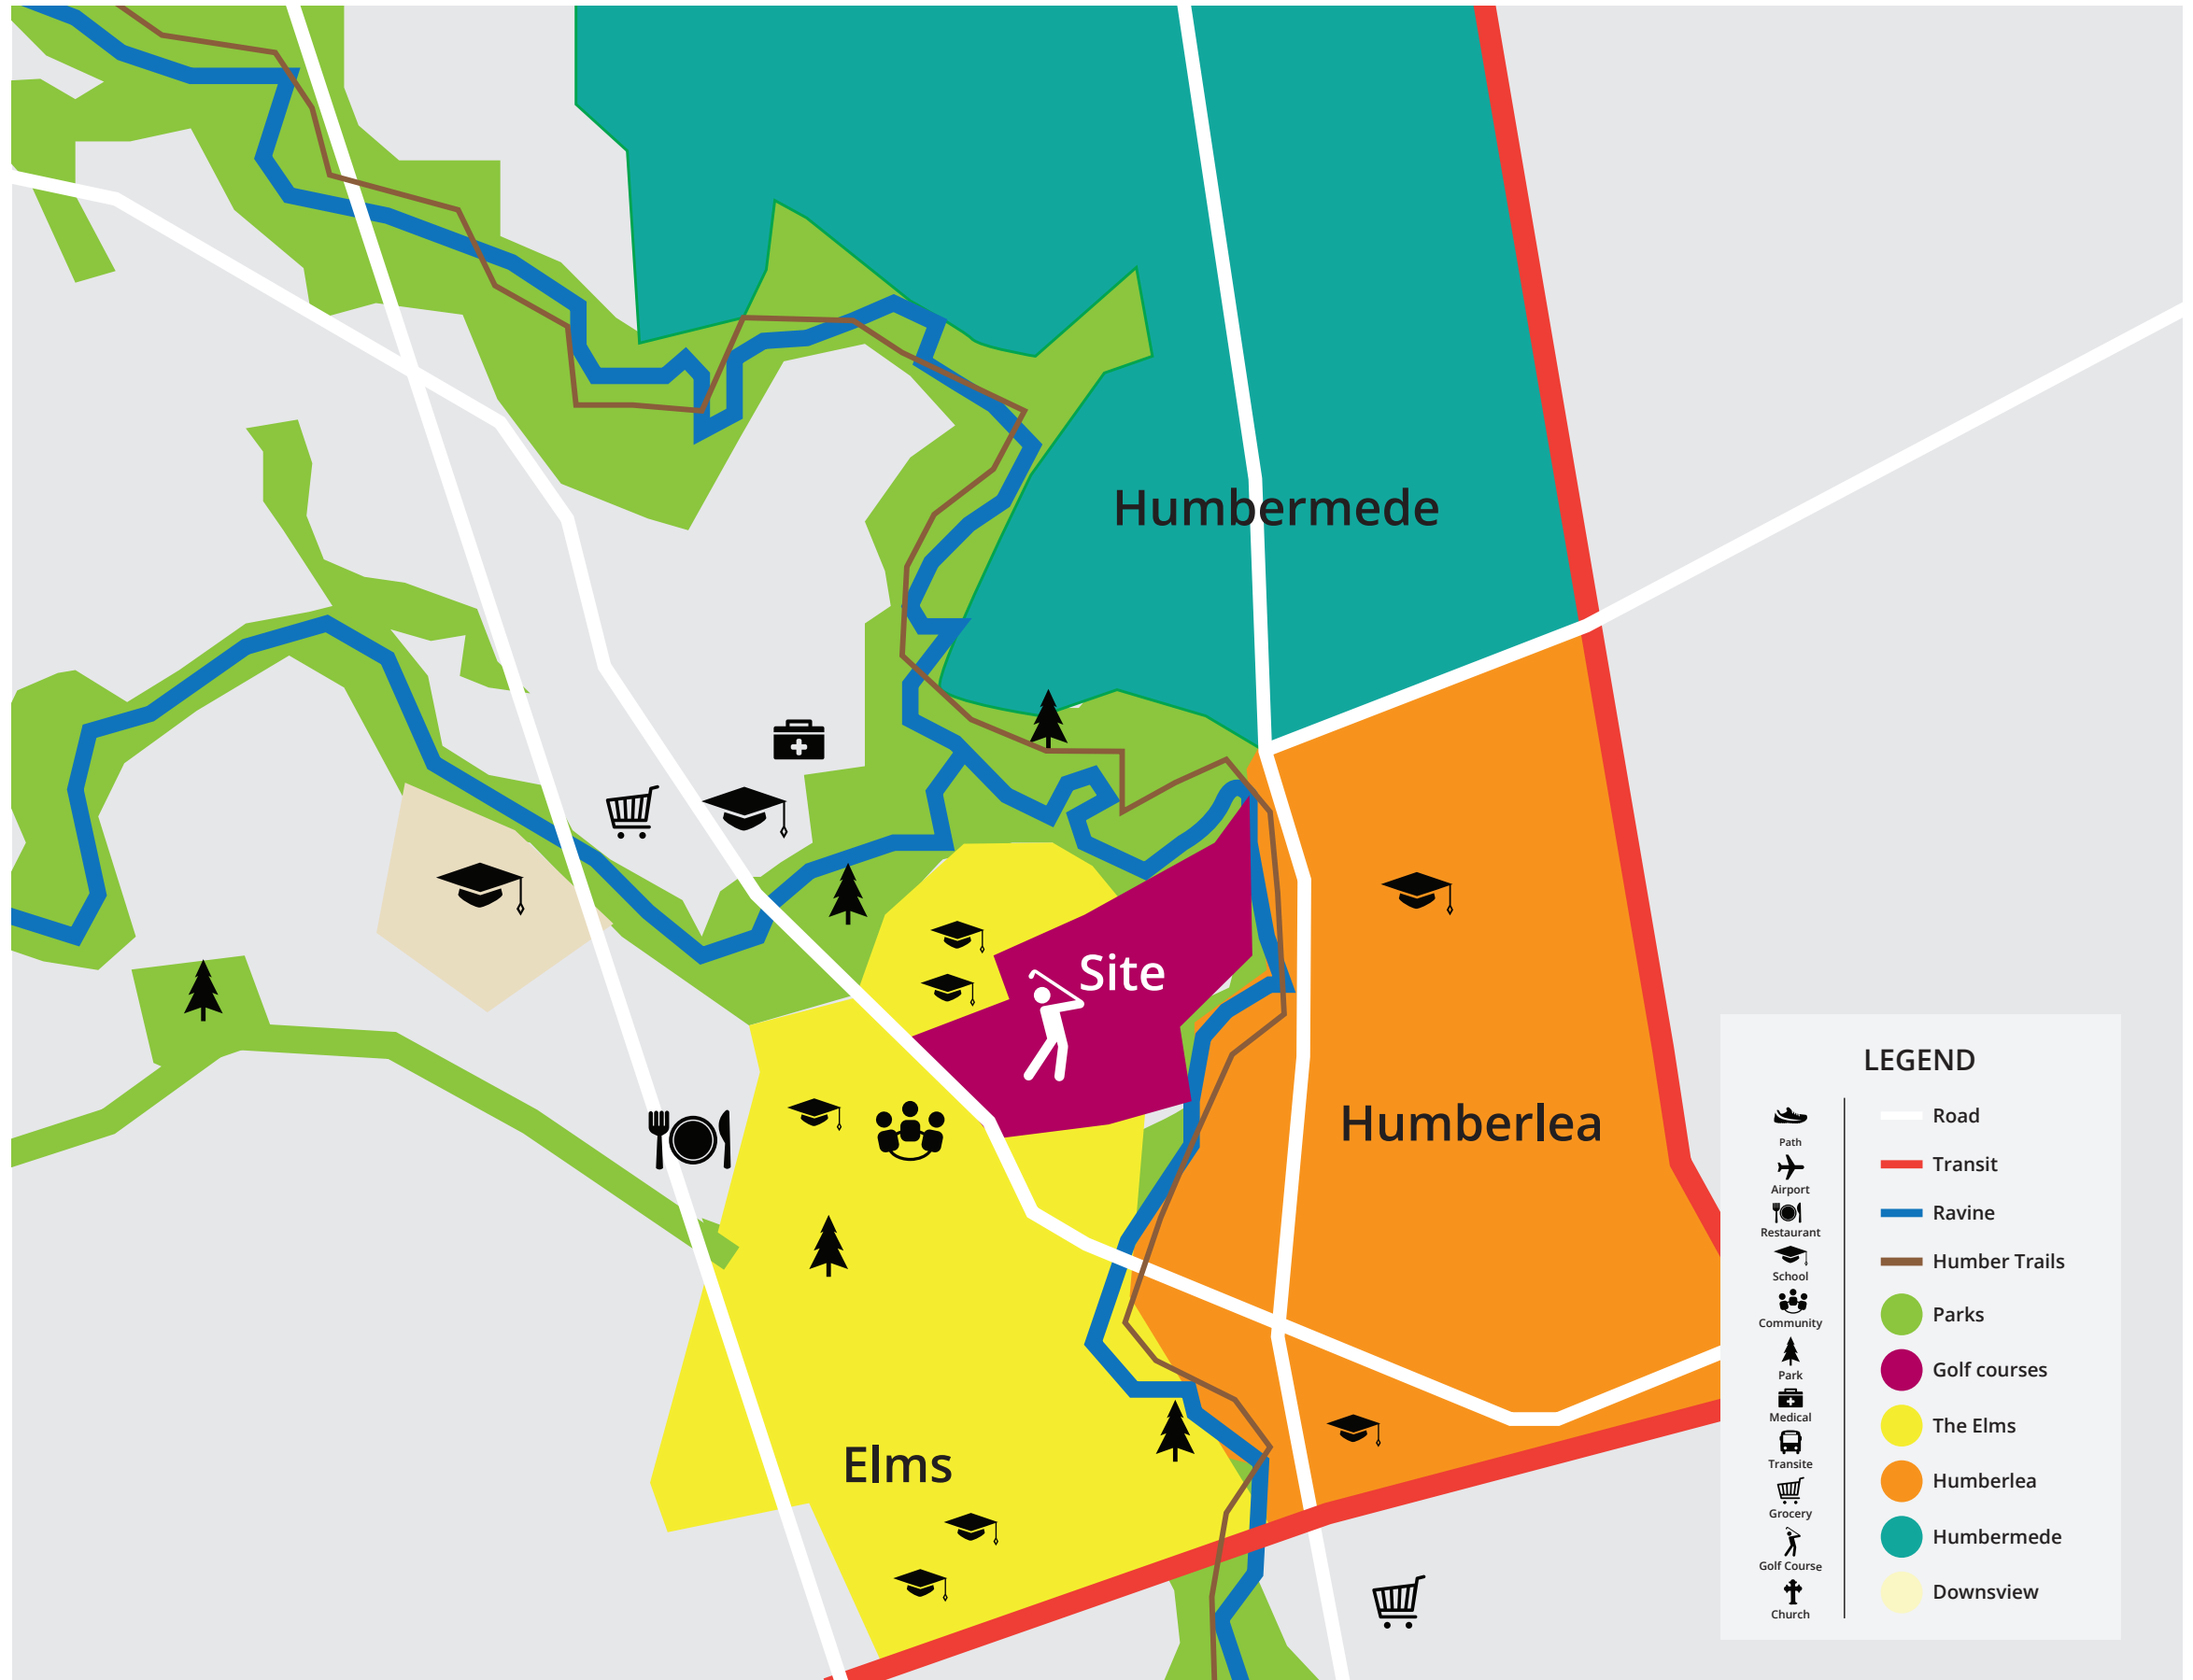 Humbermede
Site
Humberlea
Elms
LEGEND
Path
Airport
Restaurant
School
Community
Park
Medical
Transite
Grocery
Golf Course
Church
Road
Transit
Ravine
Humber Trails
Parks
Golf courses
The Elms
Humberlea
Humbermede
Downsview